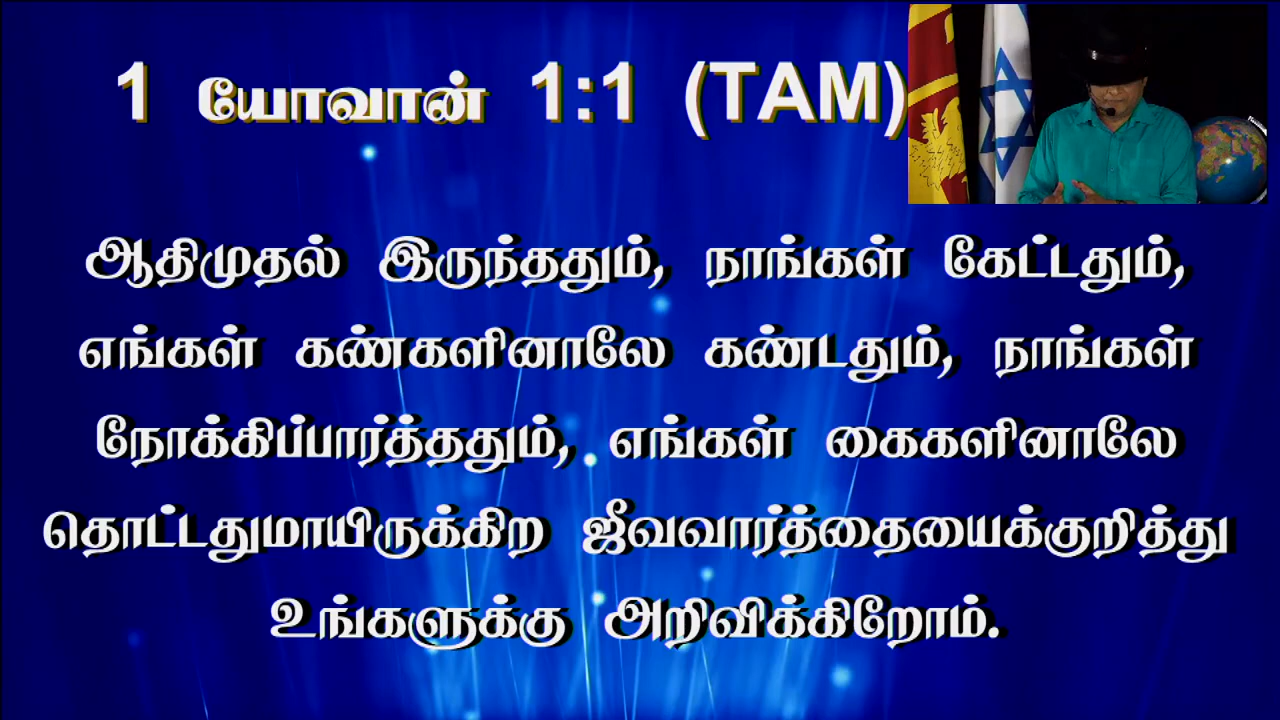 1 யோவான் 1:1 (TAM)
ஆதிமுதல் இருந்ததும், நாங்கள் கேட்டதும்,
எங்கள் கண்களினாலே கண்டதும், நாங்கள்
நோக்கிப்பார்த்ததும், எங்கள் கைகளினாலே
தொட்டதுமாயிருக்கிற ஜீவவார்த்தையைக்குறித்து
உங்களுக்கு அறிவிக்கிறோம்.